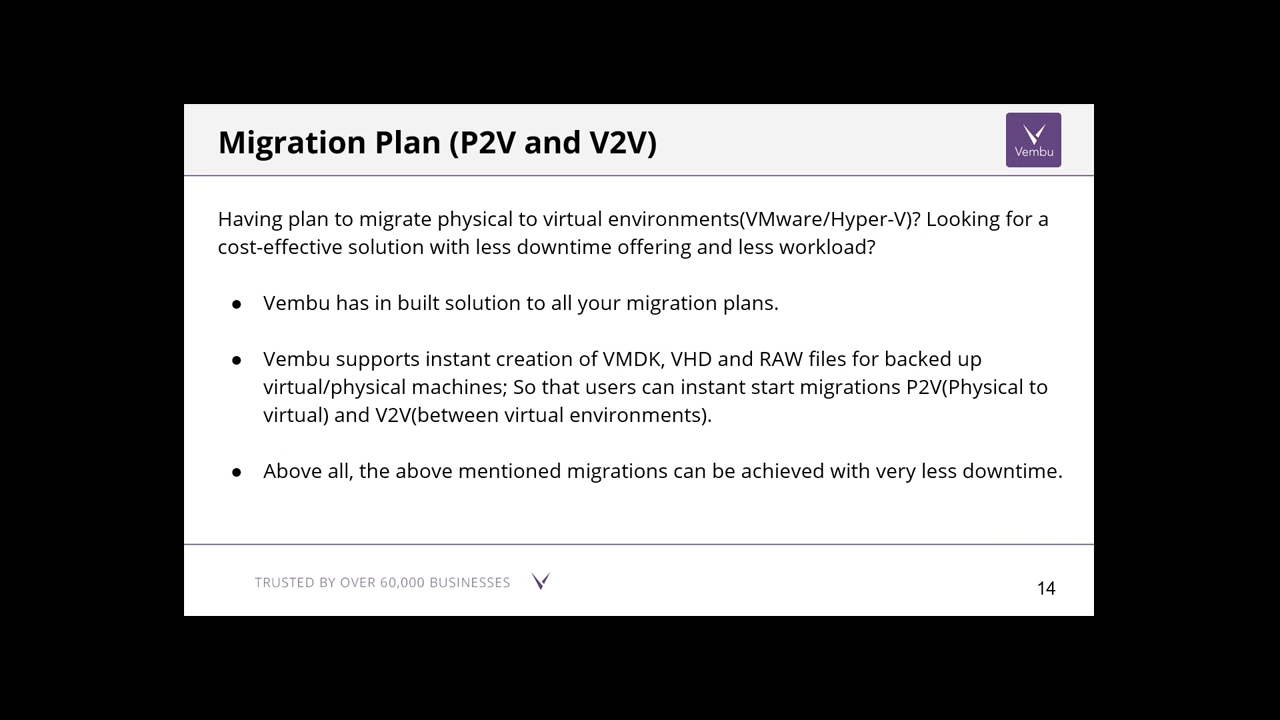 Migration Plan (P2V and V2V)
Vembu
Having plan to migrate physical to virtual environments(VMware/Hyper-V)? Looking for a
cost-effective solution with less downtime offering and less workload?
● Vembu has in built solution to all your migration plans.
● Vembu supports instant creation of VMDK, VHD and RAW files for backed up
virtual/physical machines; So that users can instant start migrations P2V(Physical to
virtual) and V2V(between virtual environments).
● Above all, the above mentioned migrations can be achieved with very less downtime.
TRUSTED BY OVER 60,000 BUSINESSES
14